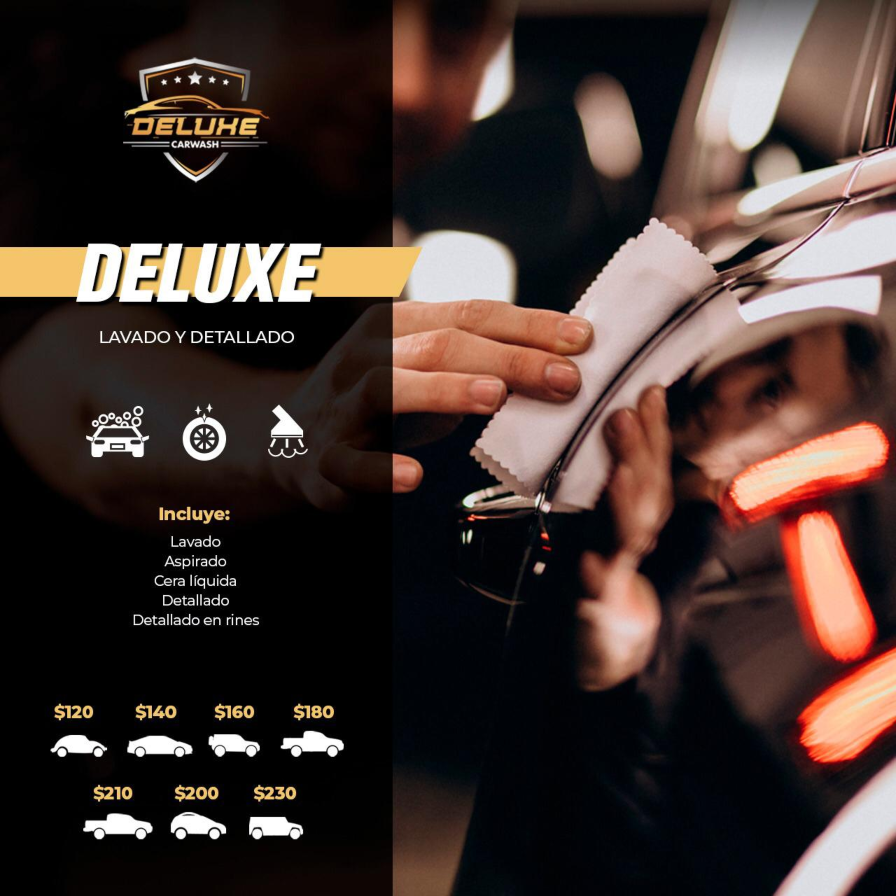 DELUXE
CARWASH
DELUXE
LAVADO Y DETALLADO
Incluye:
Lavado
Aspirado
Cera líquida
Detallado
Detallado en rines
$120 $140 $160 $180
$210 $200 $230